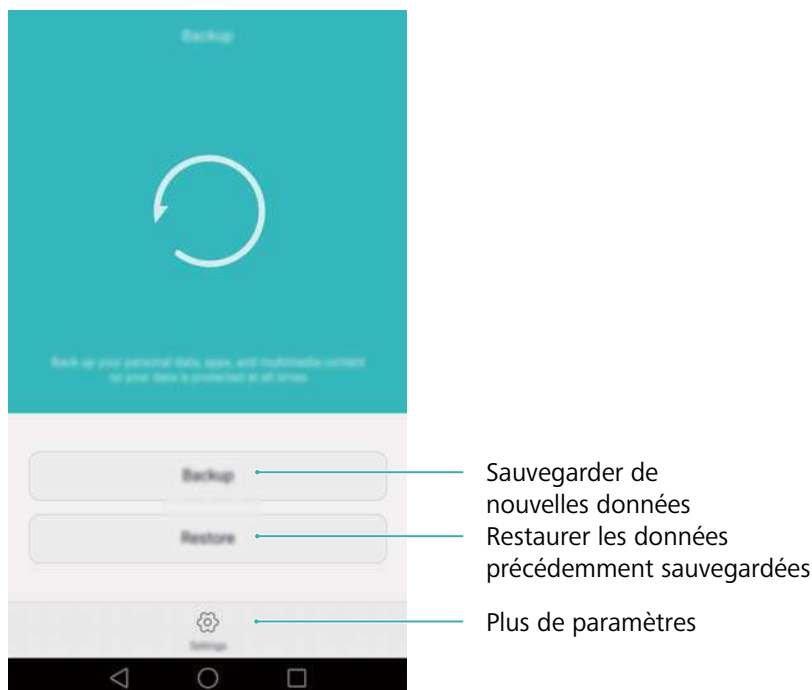 Backup
Back up your personal data, apps, and multimedia content
so your data is protected at all times
Backup
Sauvegarder de
nouvelles données
Restore
Restaurer les données
précédemment sauvegardées
Settings
Plus de paramètres